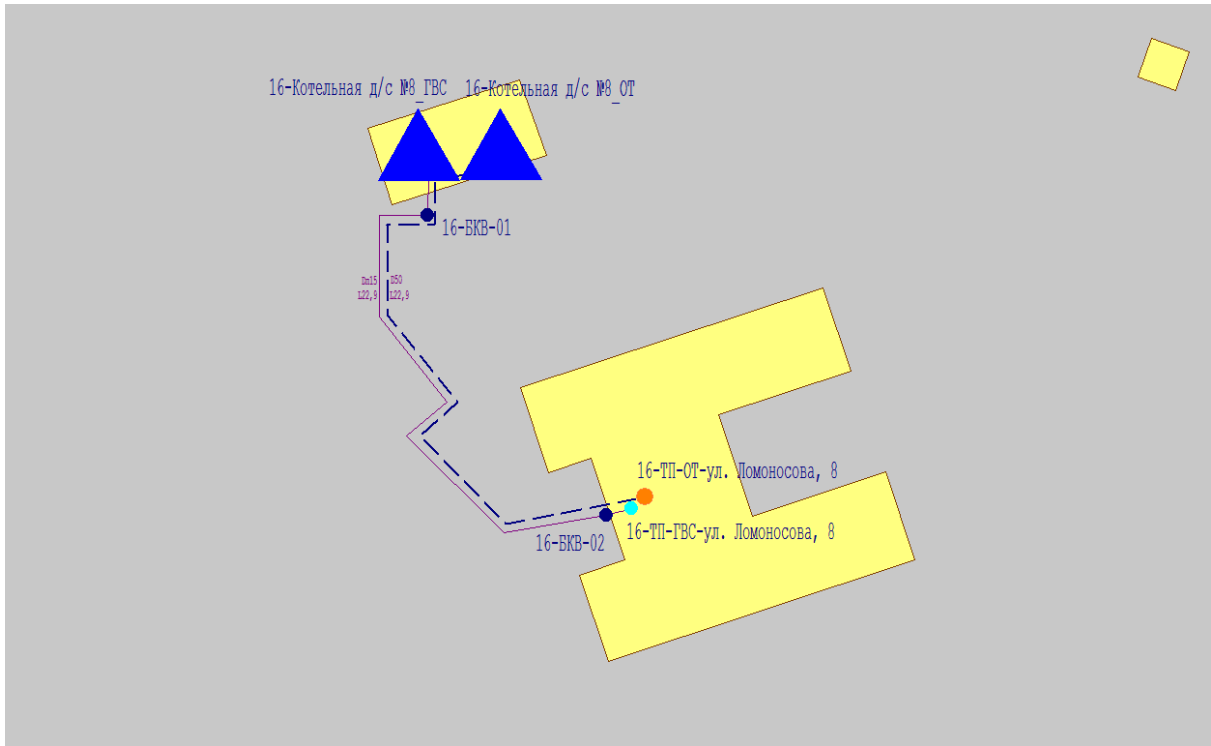 16-Котельная д/с №8_ГВС
16-Котельная д/с №8_ОТ
16-БКВ-01
Dп15 D50
L22,9 L22,9
16-ТП-ОТ-ул. Ломоносова, 8
16-ТП-ГВС-ул. Ломоносова, 8
16-БКВ-02